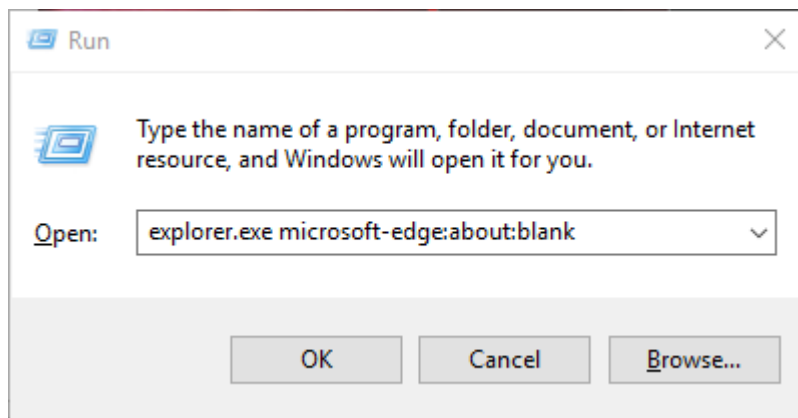 Run
Type the name of a program, folder, document, or Internet
resource, and Windows will open it for you.
Open: explorer.exe microsoft-edge:about:blank
OK Cancel Browse...